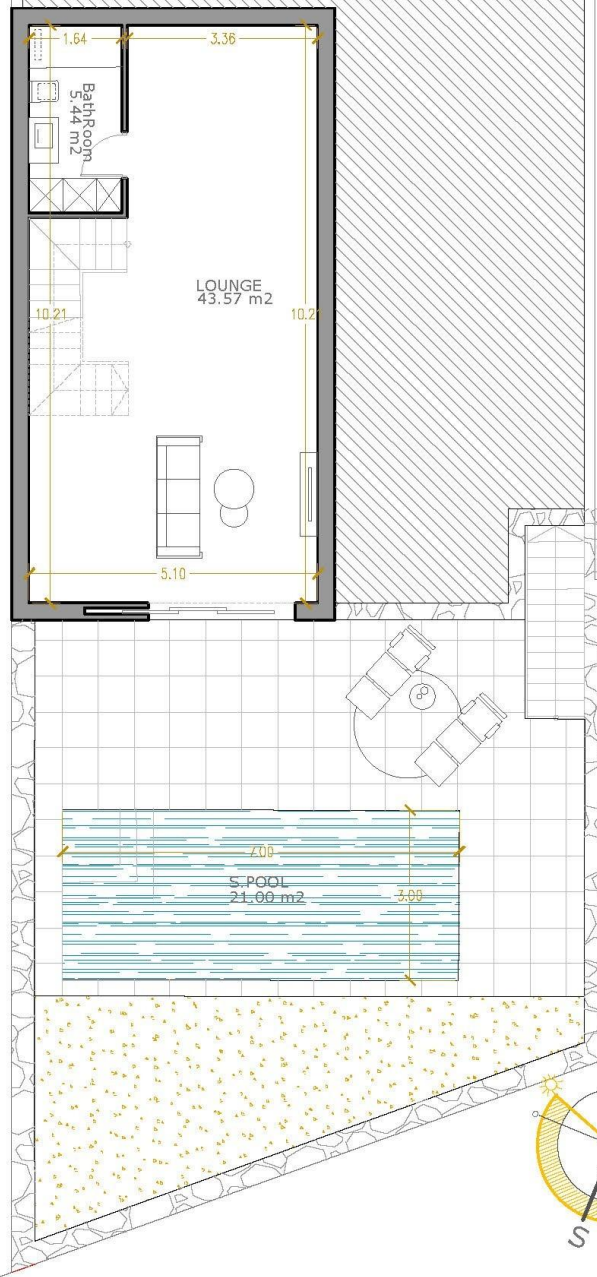 1.64
3.36
BathRoom
5.44 m2
LOUNGE
43.57 m2
10.21
10.21
5.10
7.00
S.POOL
21.00 m2
3.00
S